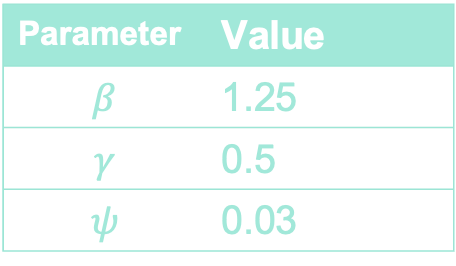 Parameter Value
β 1.25
γ 0.5
ψ 0.03